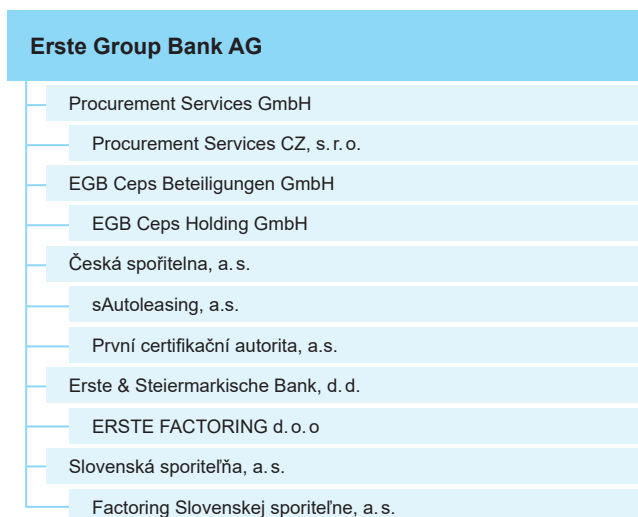 Erste Group Bank AG
Procurement Services GmbH
Procurement Services CZ, s. r. o.
EGB Ceps Beteiligungen GmbH
EGB Ceps Holding GmbH
Česká spořitelna, a. s.
sAutoleasing, a.s.
První certifikační autorita, a.s.
Erste & Steiermarkische Bank, d. d.
ERSTE FACTORING d. o. o
Slovenská sporiteľňa, a. s.
Factoring Slovenskej sporiteľne, a. s.